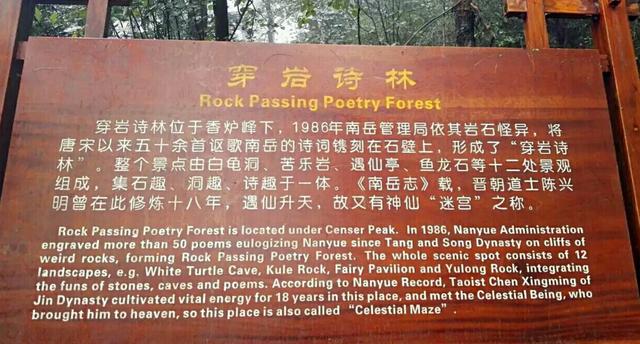 穿岩诗林
Rock Passing Poetry Forest
穿岩诗林位于香炉峰下，1986年南岳管理局依其岩石怪异，将
唐宋以来五十余首讴歌南岳的诗词镌刻在石壁上，形成了“穿岩诗
林”。整个景点由白龟洞、苦乐岩、遇仙亭、鱼龙石等十二处景观
组成，集石趣、洞趣、诗趣于一体。《南岳志》载，晋朝道士陈兴
明曾在此修炼十八年，遇仙升天，故又有神仙“迷宫”之称。
Rock Passing Poetry Forest is located under Censer Peak. In 1986, Nanyue Administration
engraved more than 50 poems eulogizing Nanyue since Tang and Song Dynasty on cliffs of
weird rocks, forming Rock Passing Poetry Forest. The whole scenic spot consists of 12
landscapes, e.g. White Turtle Cave, Kule Rock, Fairy Pavilion and Yulong Rock, integrating
the funs of stones, caves and poems. According to Nanyue Record, Taoist Chen Xingming of
Jin Dynasty cultivated vital energy for 18 years in this place, and met the Celestial Being, who
brought him to heaven, so this place is also called “Celestial Maze”.